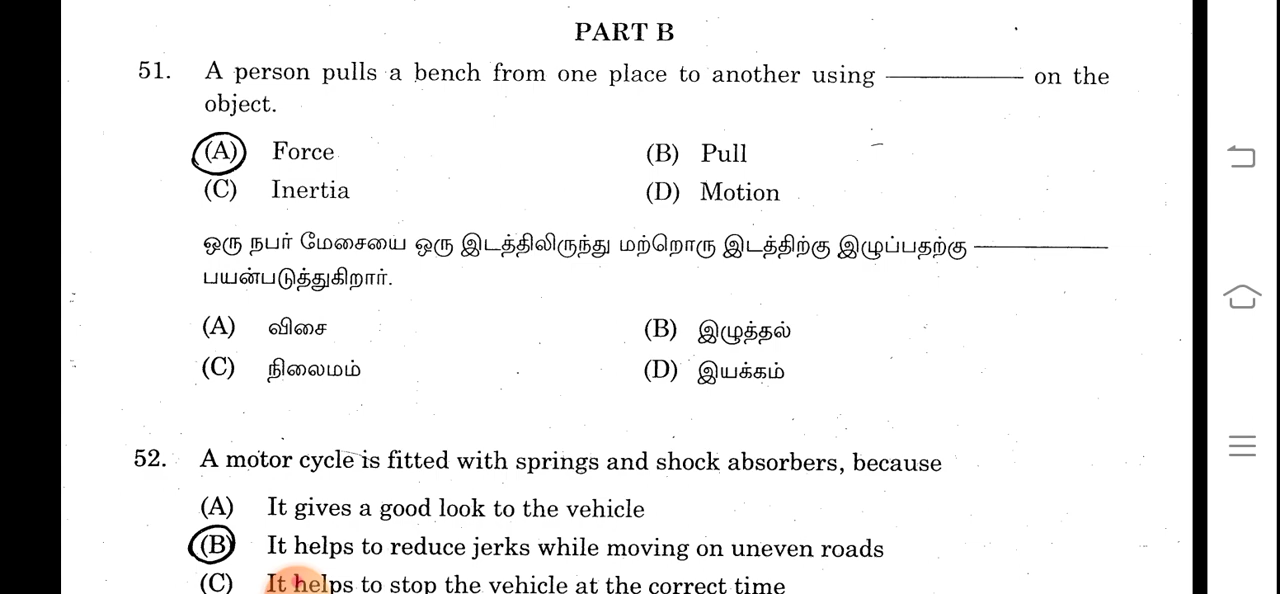 PART B
51. A person pulls a bench from one place to another using ———— on the
object.
(A) Force (B) Pull
(C) Inertia (D) Motion
ஒரு நபர் மேசையை ஒரு இடத்திலிருந்து மற்றொரு இடத்திற்கு இழுப்பதற்கு ————
பயன்படுத்துகிறார்.
(A) விசை (B) இழுத்தல்
(C) நிலைமம் (D) இயக்கம்
52. A motor cycle is fitted with springs and shock absorbers, because
(A) It gives a good look to the vehicle
(B) It helps to reduce jerks while moving on uneven roads
(C) It helps to stop the vehicle at the correct time